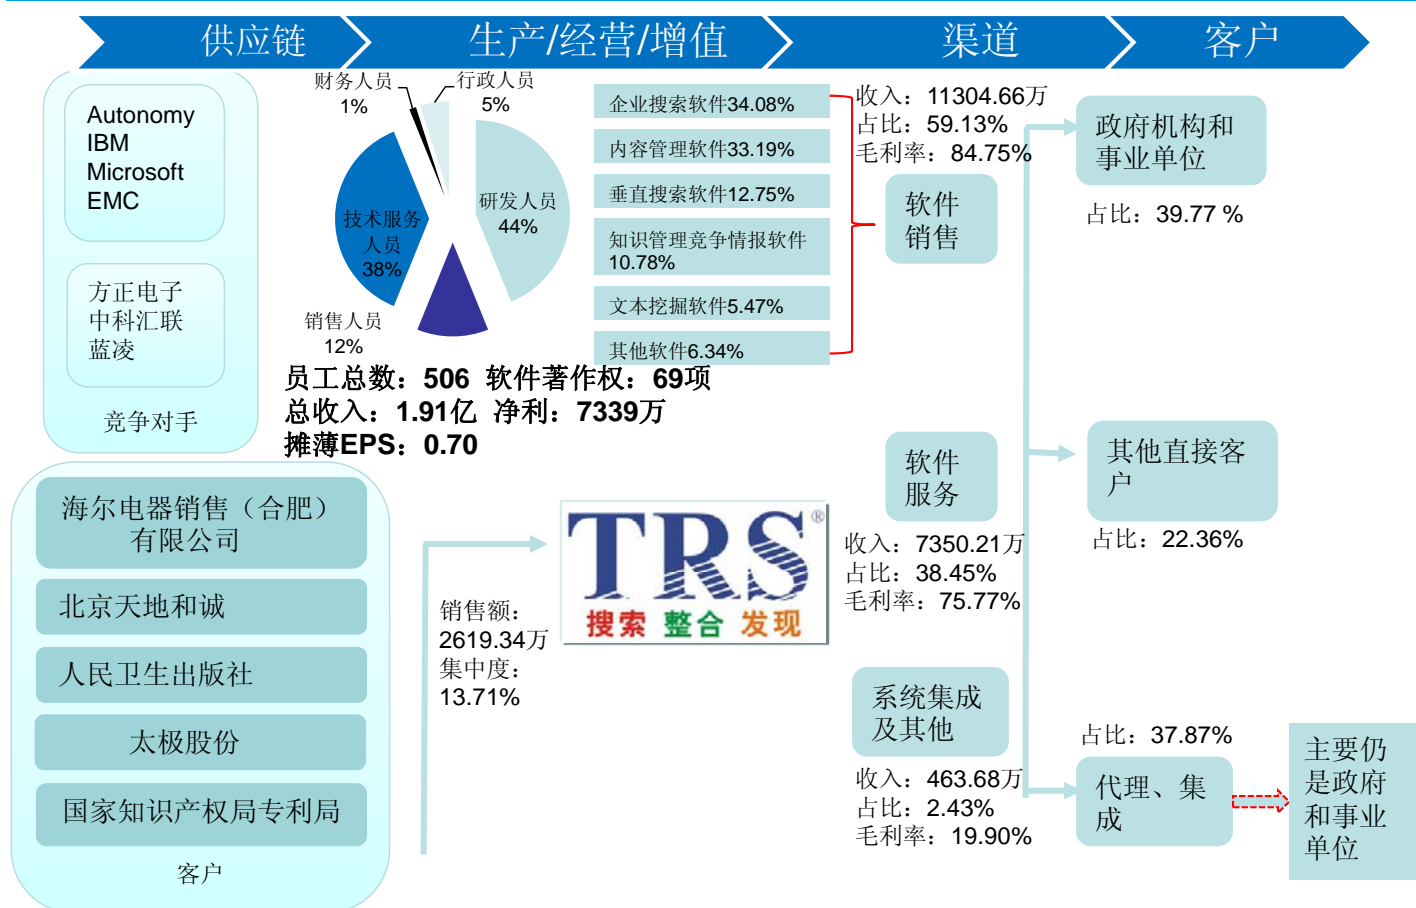 供应链
生产/经营/增值
渠道
客户
Autonomy
IBM
Microsoft
EMC
方正电子
中科汇联
蓝凌
竞争对手
财务人员
1%
行政人员
5%
研发人员
44%
技术服务
人员
38%
销售人员
12%
企业搜索软件34.08%
内容管理软件33.19%
垂直搜索软件12.75%
知识管理竞争情报软件
10.78%
文本挖掘软件5.47%
其他软件6.34%
员工总数：506 软件著作权：69项
总收入：1.91亿 净利：7339万
摊薄EPS：0.70
收入：11304.66万
占比：59.13%
毛利率：84.75%
软件
销售
政府机构和
事业单位
占比：39.77 %
海尔电器销售（合肥）
有限公司
北京天地和诚
人民卫生出版社
太极股份
国家知识产权局专利局
客户
销售额：
2619.34万
集中度：
13.71%
TRS®
搜索 整合 发现
软件
服务
收入：7350.21万
占比：38.45%
毛利率：75.77%
其他直接客
户
占比：22.36%
系统集成
及其他
收入：463.68万
占比：2.43%
毛利率：19.90%
占比：37.87%
代理、集
成
主要仍
是政府
和事业
单位